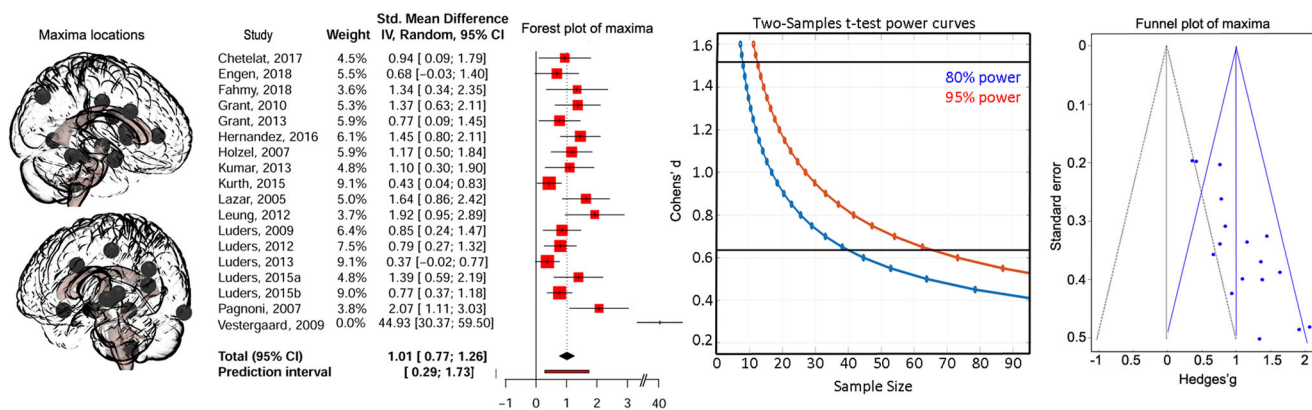 Maxima locations
Study Weight Std. Mean Difference
IV, Random, 95% CI
Forest plot of maxima
Chetelat, 2017 4.5% 0.94 [0.09; 1.79]
Engen, 2018 5.5% 0.68 [-0.03; 1.40]
Fahmy, 2018 3.6% 1.34 [0.34; 2.35]
Grant, 2010 5.3% 1.37 [0.63; 2.11]
Grant, 2013 5.9% 0.77 [0.09; 1.45]
Hernandez, 2016 6.1% 1.45 [0.80; 2.11]
Holzel, 2007 5.9% 1.17 [0.50; 1.84]
Kumar, 2013 4.8% 1.10 [0.30; 1.90]
Kurth, 2015 9.1% 0.43 [0.04; 0.83]
Lazar, 2005 5.0% 1.64 [0.86; 2.42]
Leung, 2012 3.7% 1.92 [0.95; 2.89]
Luders, 2009 6.4% 0.85 [0.24; 1.47]
Luders, 2012 7.5% 0.79 [0.27; 1.32]
Luders, 2013 9.1% 0.37 [-0.02; 0.77]
Luders, 2015a 4.8% 1.39 [0.59; 2.19]
Luders, 2015b 9.0% 0.77 [0.37; 1.18]
Pagnoni, 2007 3.8% 2.07 [1.11; 3.03]
Vestergaard, 2009 0.0% 44.93 [30.37; 59.50]
Total (95% CI) 1.01 [0.77; 1.26]
Prediction interval [0.29; 1.73]
-1 0 1 2 3 // 40
Two-Samples t-test power curves
80% power
95% power
Cohens' d
1.6
1.4
1.2
1.0
0.8
0.6
0.4
0.2
0 10 20 30 40 50 60 70 80 90
Sample Size
Funnel plot of maxima
Standard error
0
0.1
0.2
0.3
0.4
0.5
-1 0 0.5 1 1.5 2
Hedges'g